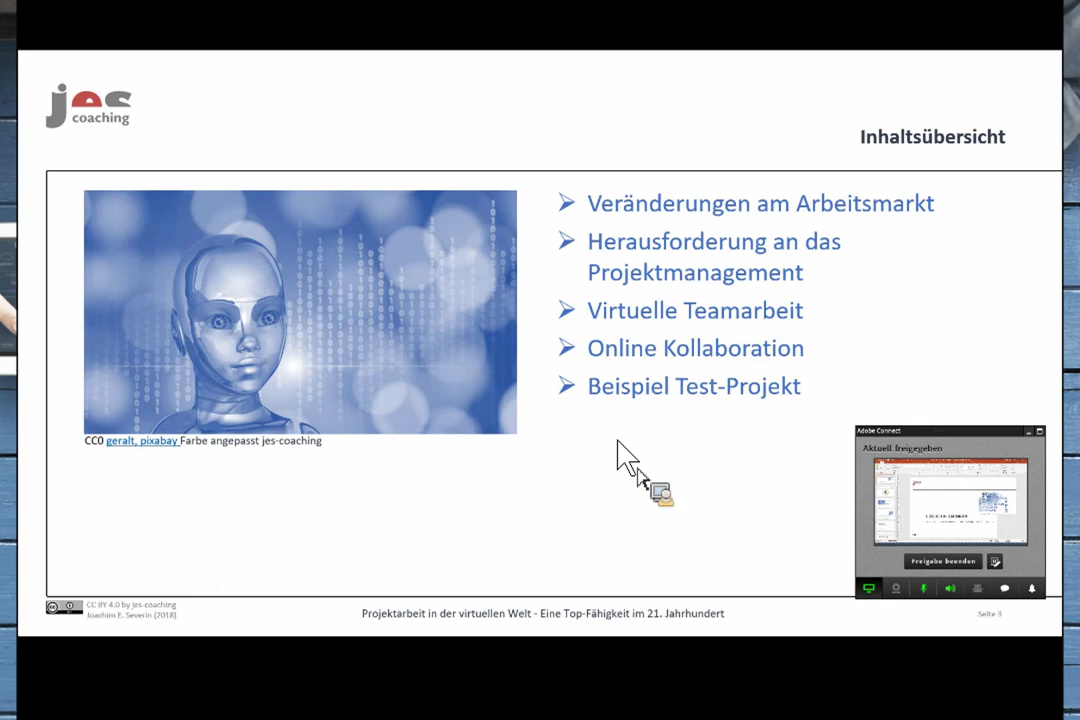 jes
coaching
Inhaltsübersicht
Veränderungen am Arbeitsmarkt
Herausforderung an das
Projektmanagement
Virtuelle Teamarbeit
Online Kollaboration
Beispiel Test-Projekt
CC0 geralt, pixabay Farbe angepasst jes-coaching
Adobe Connect
Aktuell freigegeben
Freigabe beenden
CC BY 4.0 by jes-coaching
Joachim E. Severin (2018)
Projektarbeit in der virtuellen Welt - Eine Top-Fähigkeit im 21. Jahrhundert
Seite 3